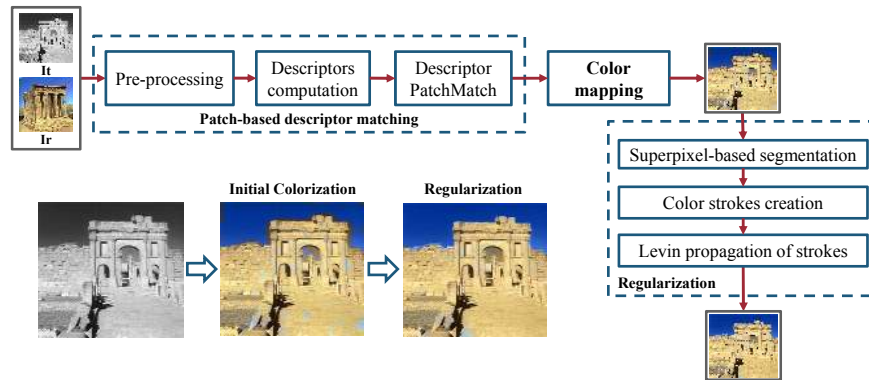 It
Ir
Pre-processing
Descriptors
computation
Descriptor
PatchMatch
Patch-based descriptor matching
Color
mapping
Superpixel-based segmentation
Color strokes creation
Levin propagation of strokes
Regularization
Initial Colorization
Regularization